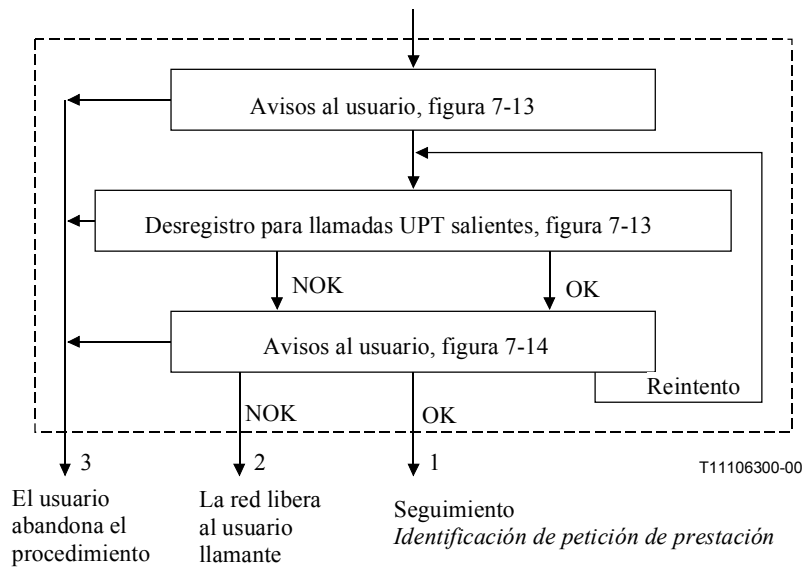 Avisos al usuario, figura 7-13
Desregistro para llamadas UPT salientes, figura 7-13
NOK
OK
Avisos al usuario, figura 7-14
Reintento
NOK
OK
3
2
1
T11106300-00
El usuario
abandona el
procedimiento
La red libera
al usuario
llamante
Seguimiento
Identificación de petición de prestación